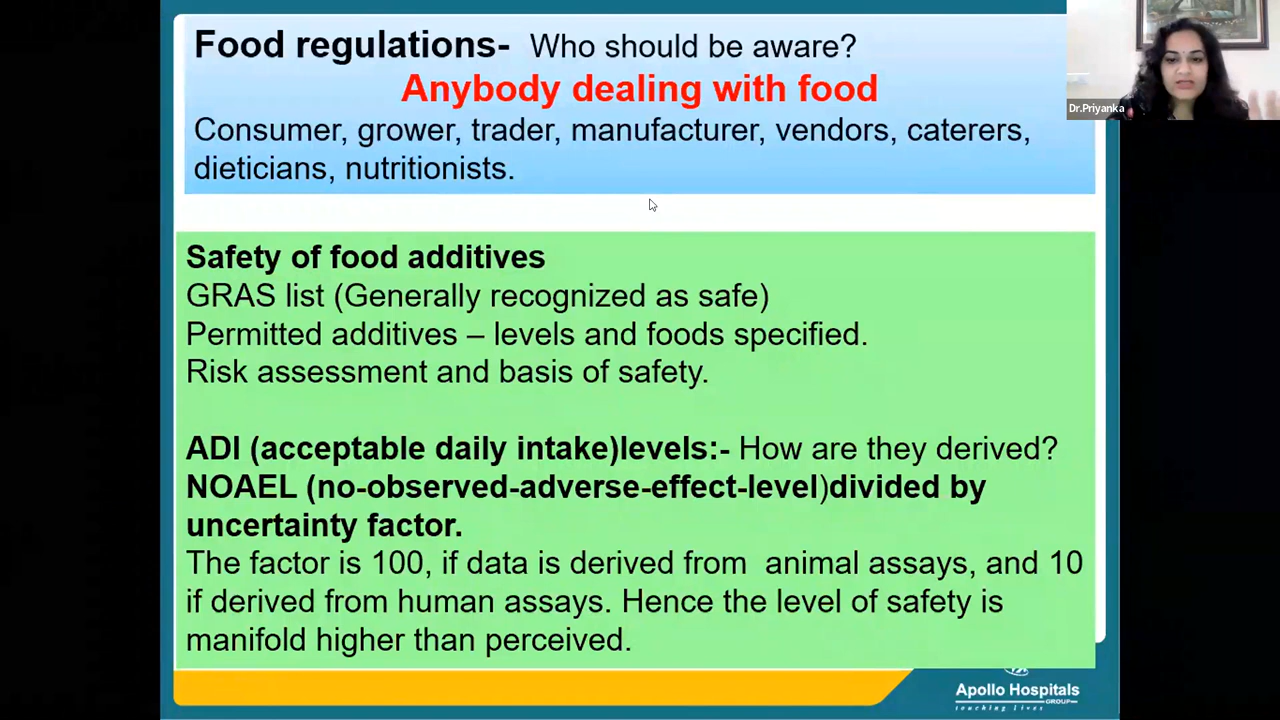 Food regulations- Who should be aware?
Anybody dealing with food
Consumer, grower, trader, manufacturer, vendors, caterers,
dieticians, nutritionists.
Dr.Priyanka
Safety of food additives
GRAS list (Generally recognized as safe)
Permitted additives – levels and foods specified.
Risk assessment and basis of safety.
ADI (acceptable daily intake)levels:- How are they derived?
NOAEL (no-observed-adverse-effect-level)divided by
uncertainty factor.
The factor is 100, if data is derived from animal assays, and 10
if derived from human assays. Hence the level of safety is
manifold higher than perceived.
Apollo Hospitals
GROUP
touching lives